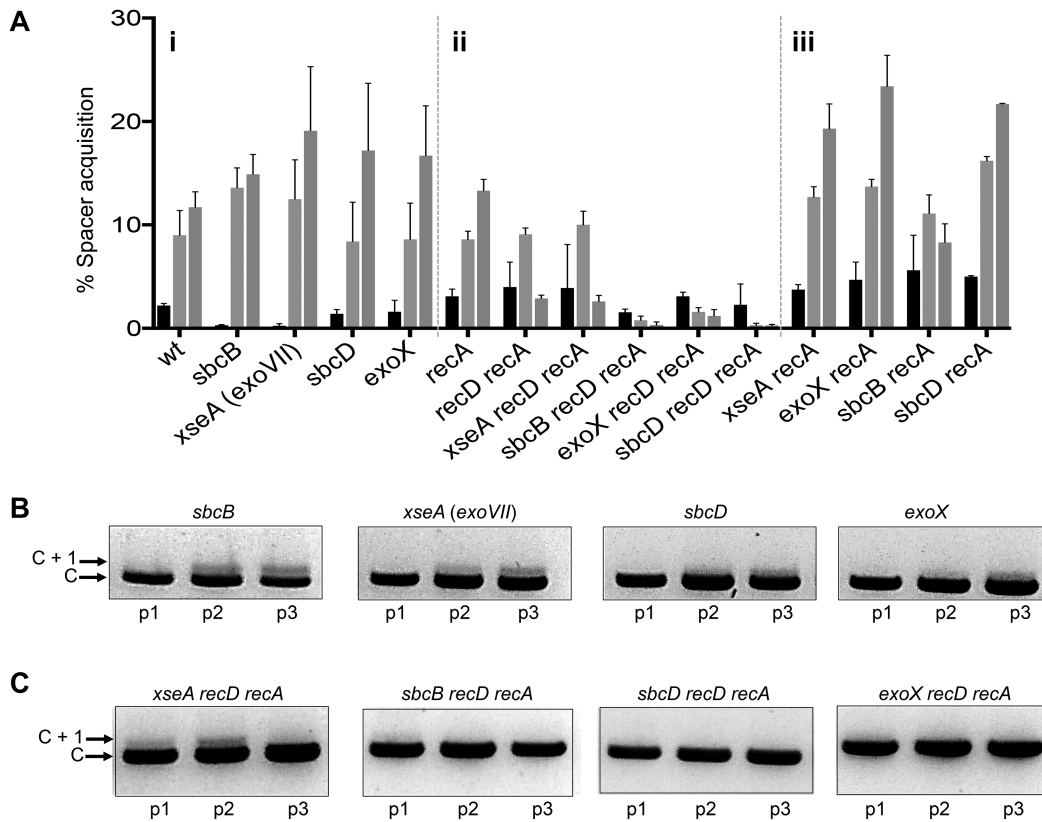 A
i
ii
iii
% Spacer acquisition
30
20
10
0
wt
sbcB
xseA (exoVII)
sbcD
exoX
recA
recD recA
xseA recD recA
sbcB recD recA
exoX recD recA
sbcD recD recA
xseA recA
exoX recA
sbcB recA
sbcD recA
B
sbcB
xseA (exoVII)
sbcD
exoX
C + 1
C
p1 p2 p3
p1 p2 p3
p1 p2 p3
p1 p2 p3
C
xseA recD recA
sbcB recD recA
sbcD recD recA
exoX recD recA
C + 1
C
p1 p2 p3
p1 p2 p3
p1 p2 p3
p1 p2 p3